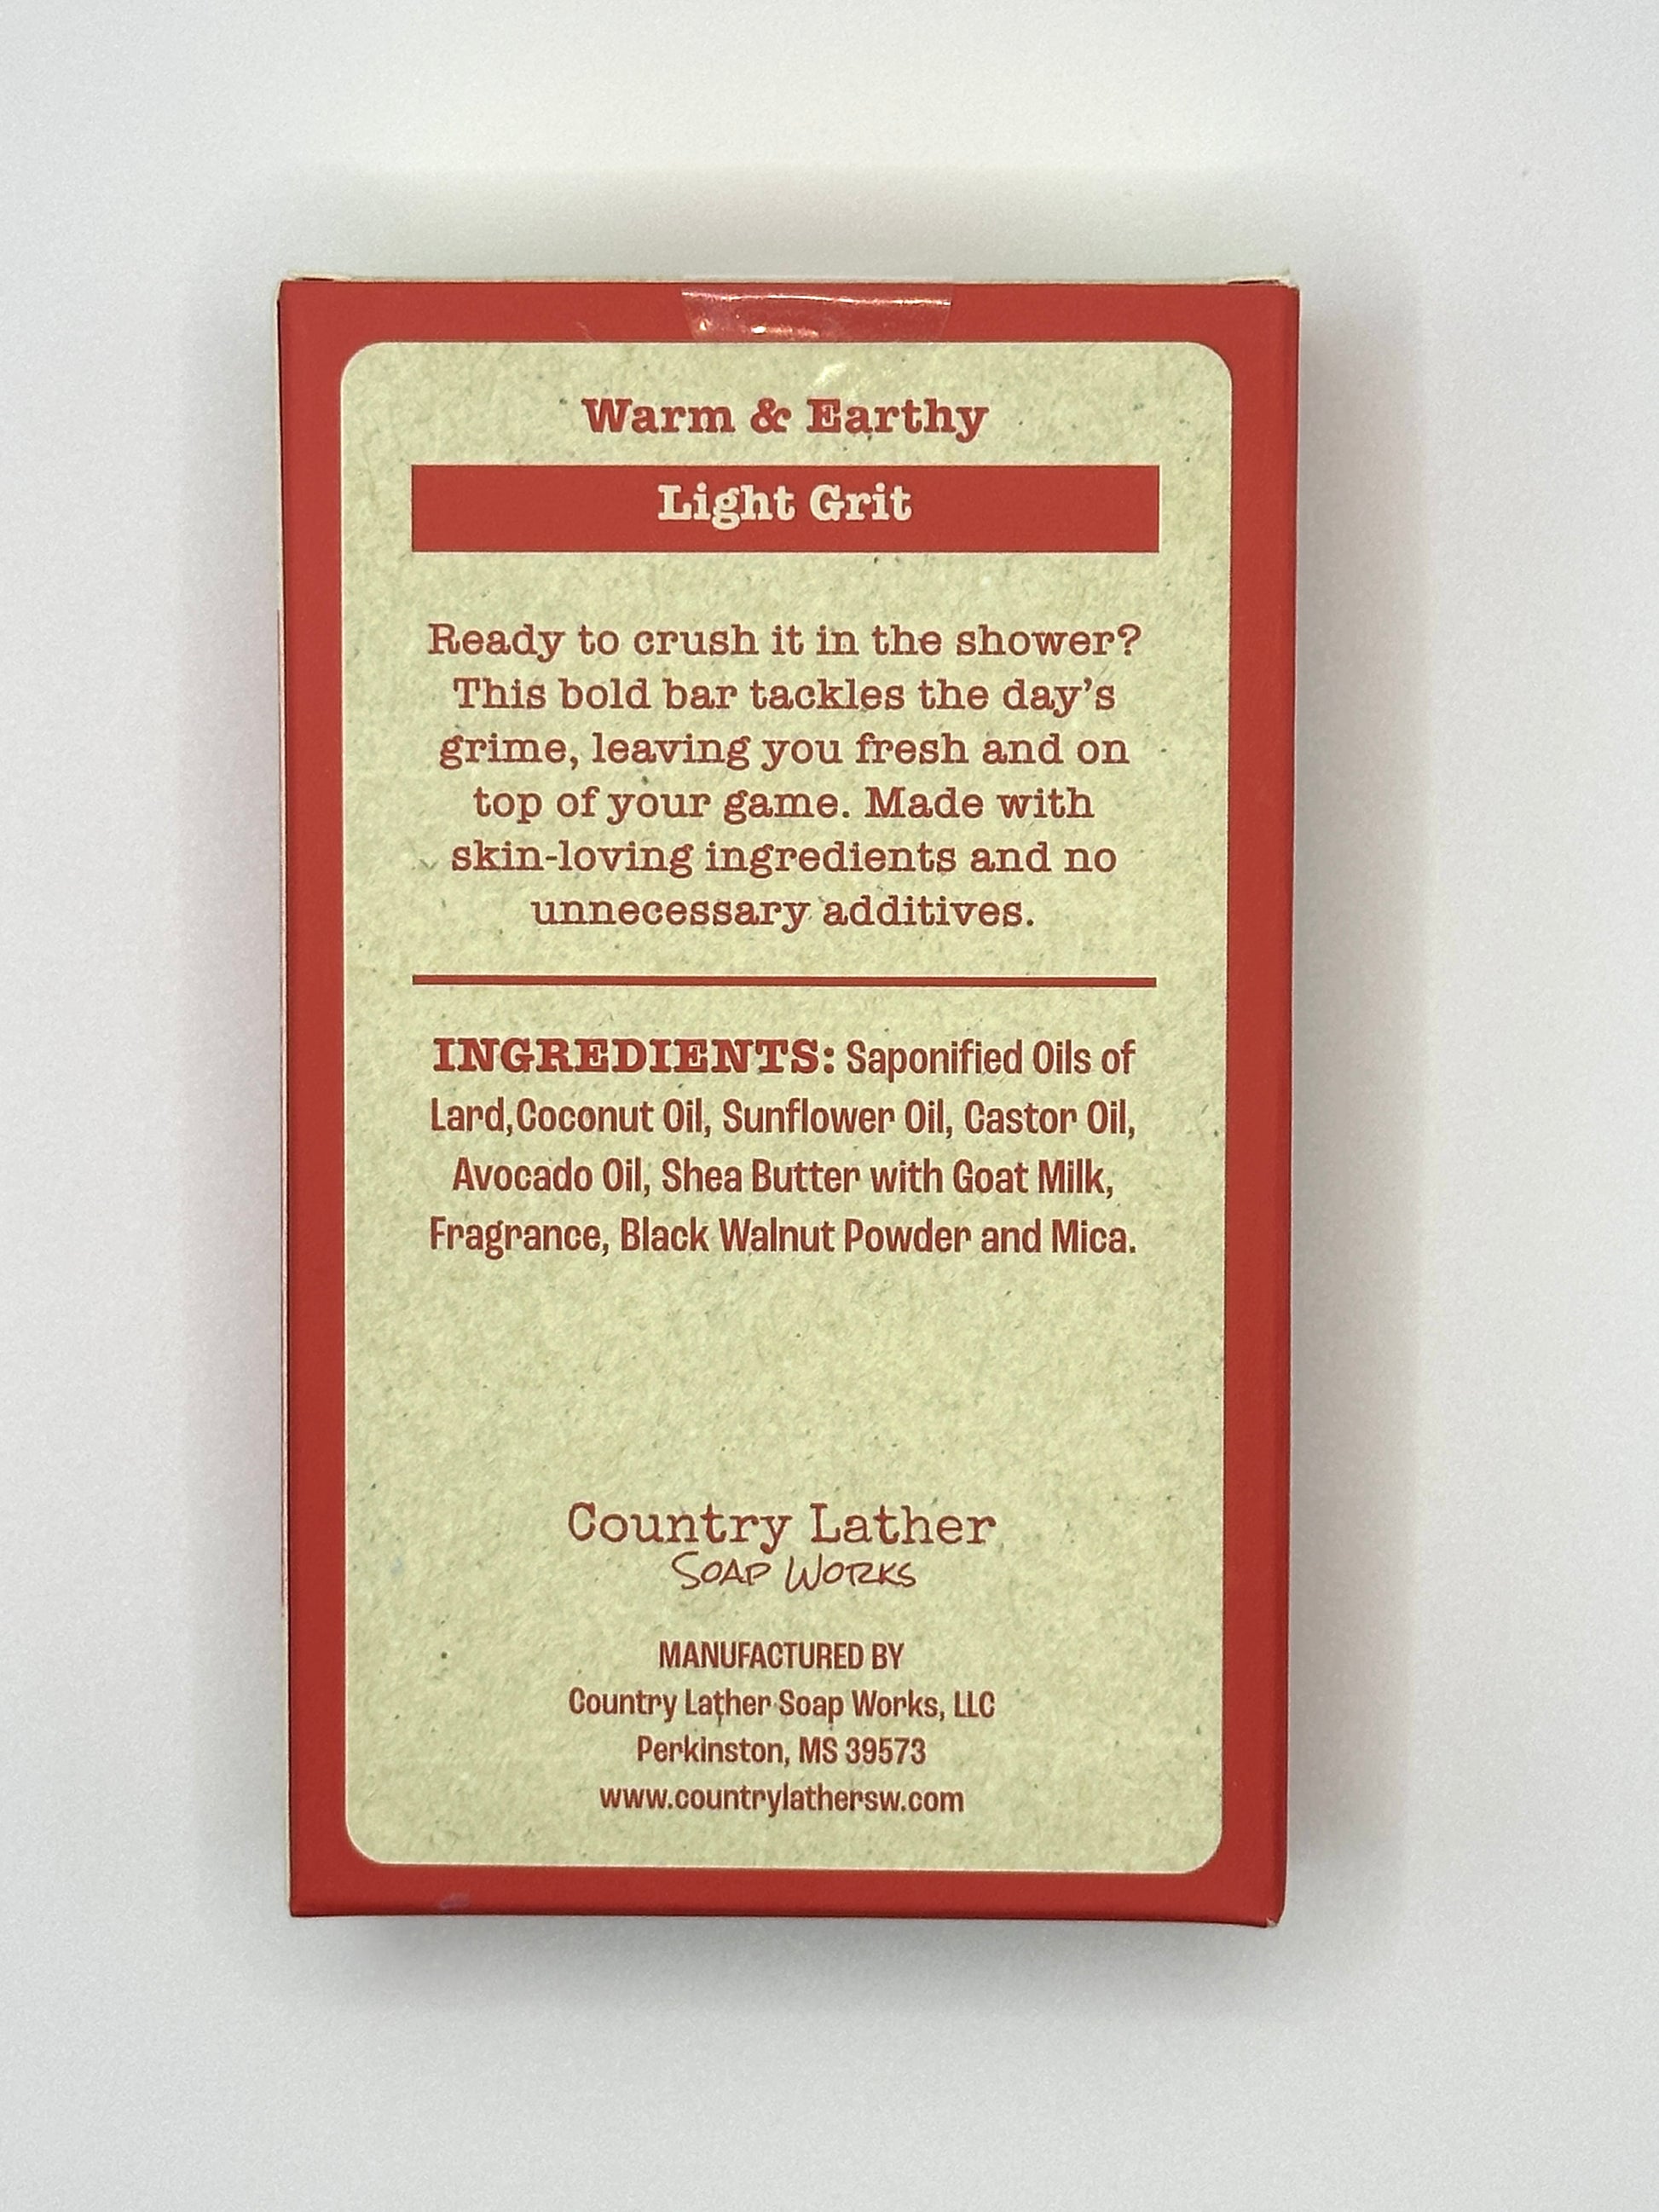 Warm & Earthy
Light Grit
Ready to crush it in the shower?
This bold bar tackles the day’s
grime, leaving you fresh and on
top of your game. Made with
skin-loving ingredients and no
unnecessary additives.
INGREDIENTS: Saponified Oils of
Lard,Coconut Oil, Sunflower Oil, Castor Oil,
Avocado Oil, Shea Butter with Goat Milk,
Fragrance, Black Walnut Powder and Mica.
Country Lather
SOAP WORKS
MANUFACTURED BY
Country Lather Soap Works, LLC
Perkinston, MS 39573
www.countrylathersw.com